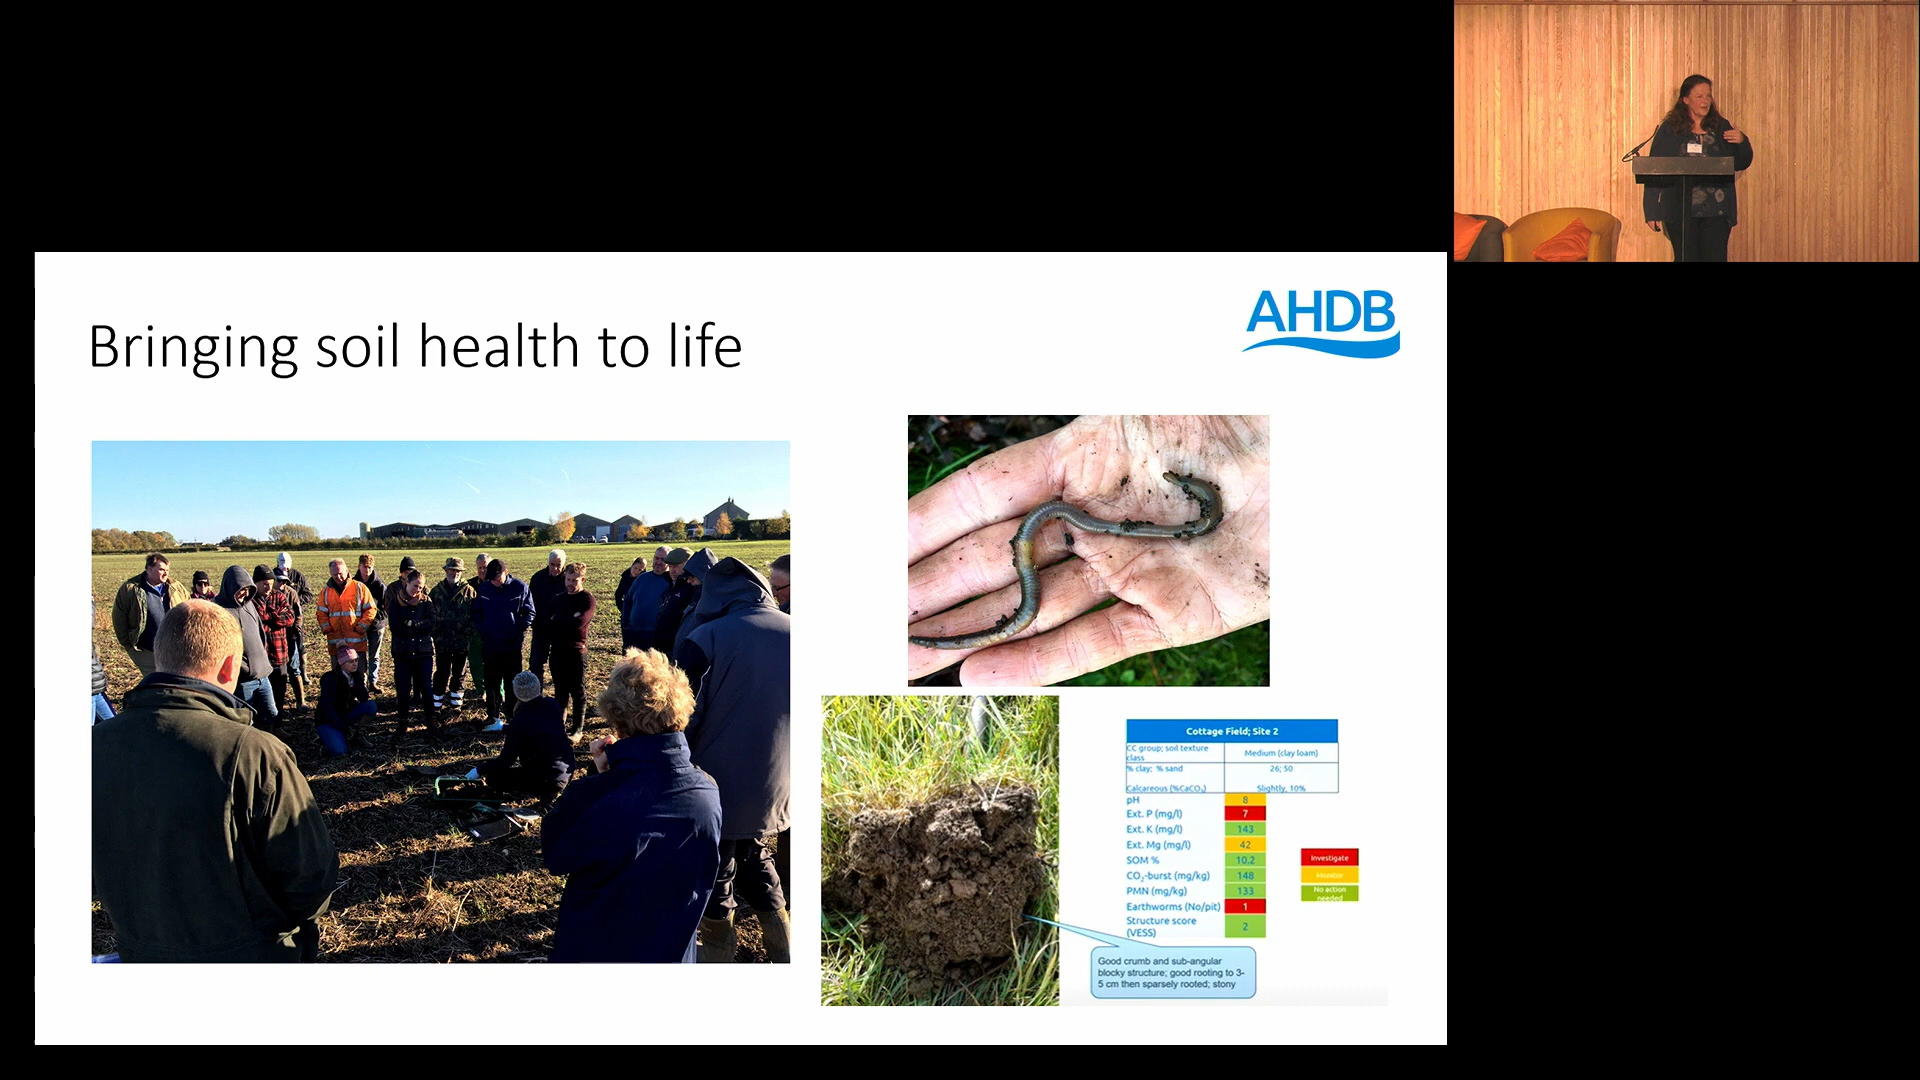 Bringing soil health to life
AHDB
Cottage Field; Site 2
CC group; soil texture
class
Medium (clay loam)
% clay; % sand
26; 50
Calcareous (%CaCO₃)
Slightly, 10%
pH
8
Ext. P (mg/l)
7
Ext. K (mg/l)
143
Ext. Mg (mg/l)
42
SOM %
10.2
CO₂-burst (mg/kg)
148
PMN (mg/kg)
133
Earthworms (No/pit)
1
Structure score
(VESS)
2
Investigate
Monitor
No action
needed
Good crumb and sub-angular
blocky structure; good rooting to 3-
5 cm then sparsely rooted; stony